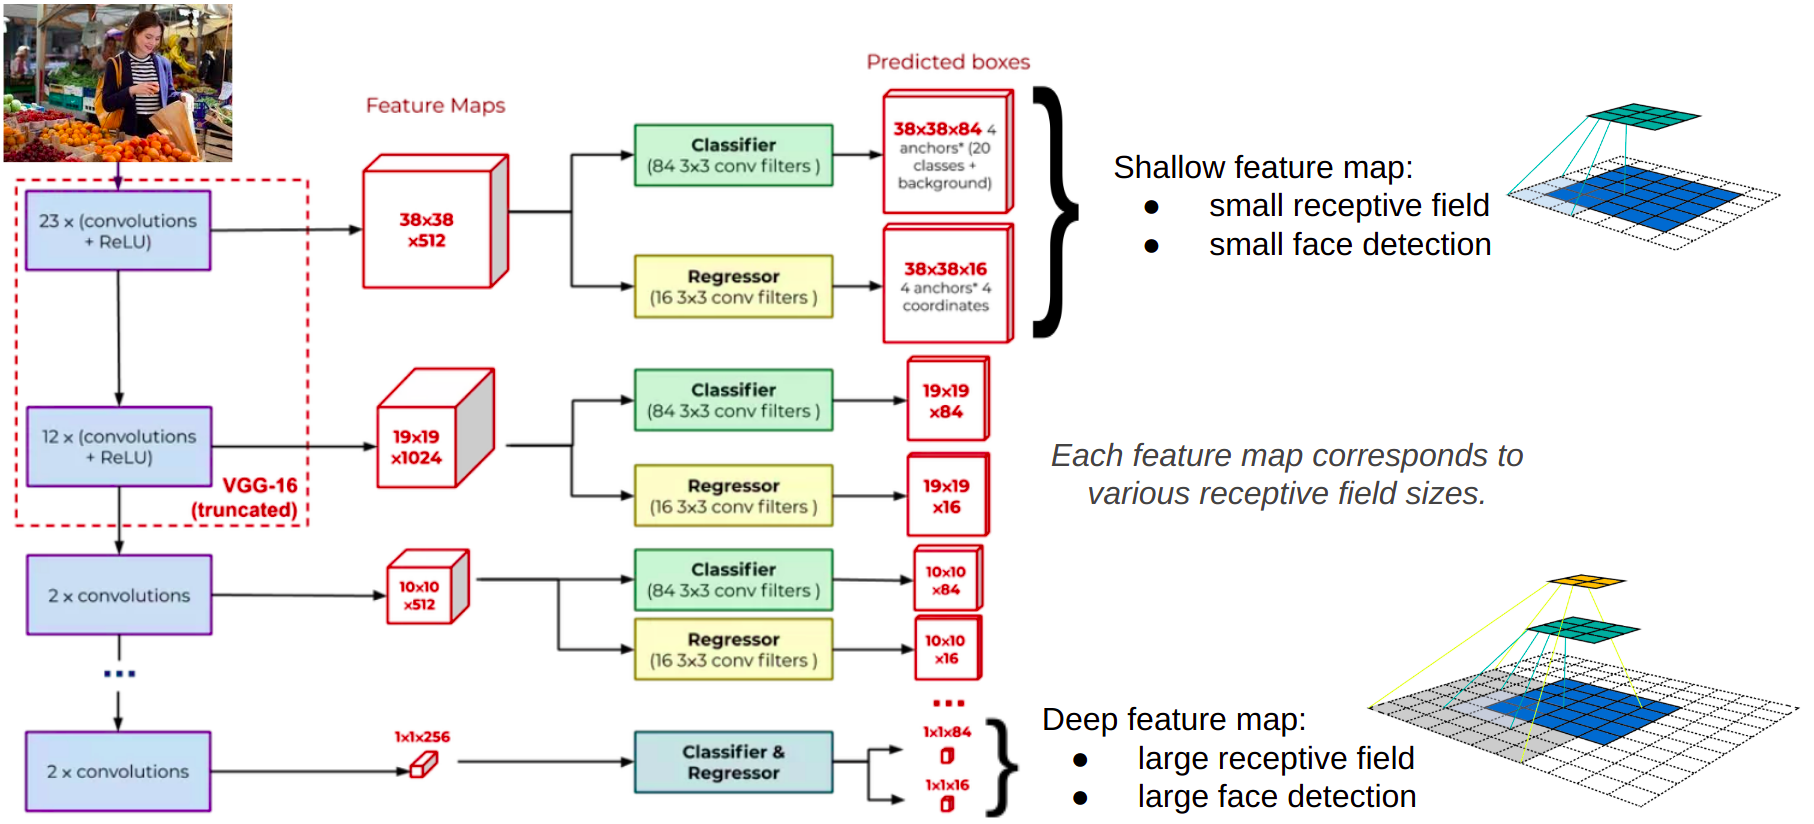 Feature Maps
Predicted boxes
23 x (convolutions
+ ReLU)
38x38
x512
Classifier
(84 3x3 conv filters )
38x38x84 4
anchors* (20
classes +
background)
Regressor
(16 3x3 conv filters )
38x38x16
4 anchors* 4
coordinates
Shallow feature map:
● small receptive field
● small face detection
12 x (convolutions
+ ReLU)
VGG-16
(truncated)
19x19
x1024
Classifier
(84 3x3 conv filters )
19x19
x84
Regressor
(16 3x3 conv filters )
19x19
x16
Each feature map corresponds to
various receptive field sizes.
2 x convolutions
10x10
x512
Classifier
(84 3x3 conv filters )
10x10
x84
Regressor
(16 3x3 conv filters )
10x10
x16
...
...
2 x convolutions
1x1x256
Classifier &
Regressor
1x1x84
1x1x16
Deep feature map:
● large receptive field
● large face detection